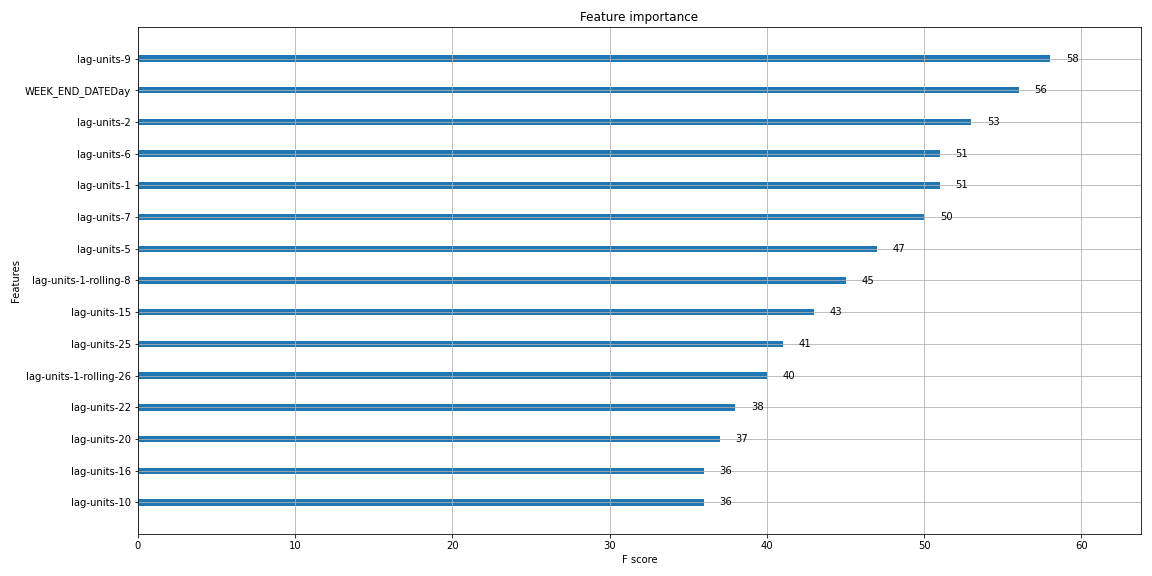 Feature importance
Features
lag-units-9 58
WEEK_END_DATEDay 56
lag-units-2 53
lag-units-6 51
lag-units-1 51
lag-units-7 50
lag-units-5 47
lag-units-1-rolling-8 45
lag-units-15 43
lag-units-25 41
lag-units-1-rolling-26 40
lag-units-22 38
lag-units-20 37
lag-units-16 36
lag-units-10 36
0 10 20 30 40 50 60
F score